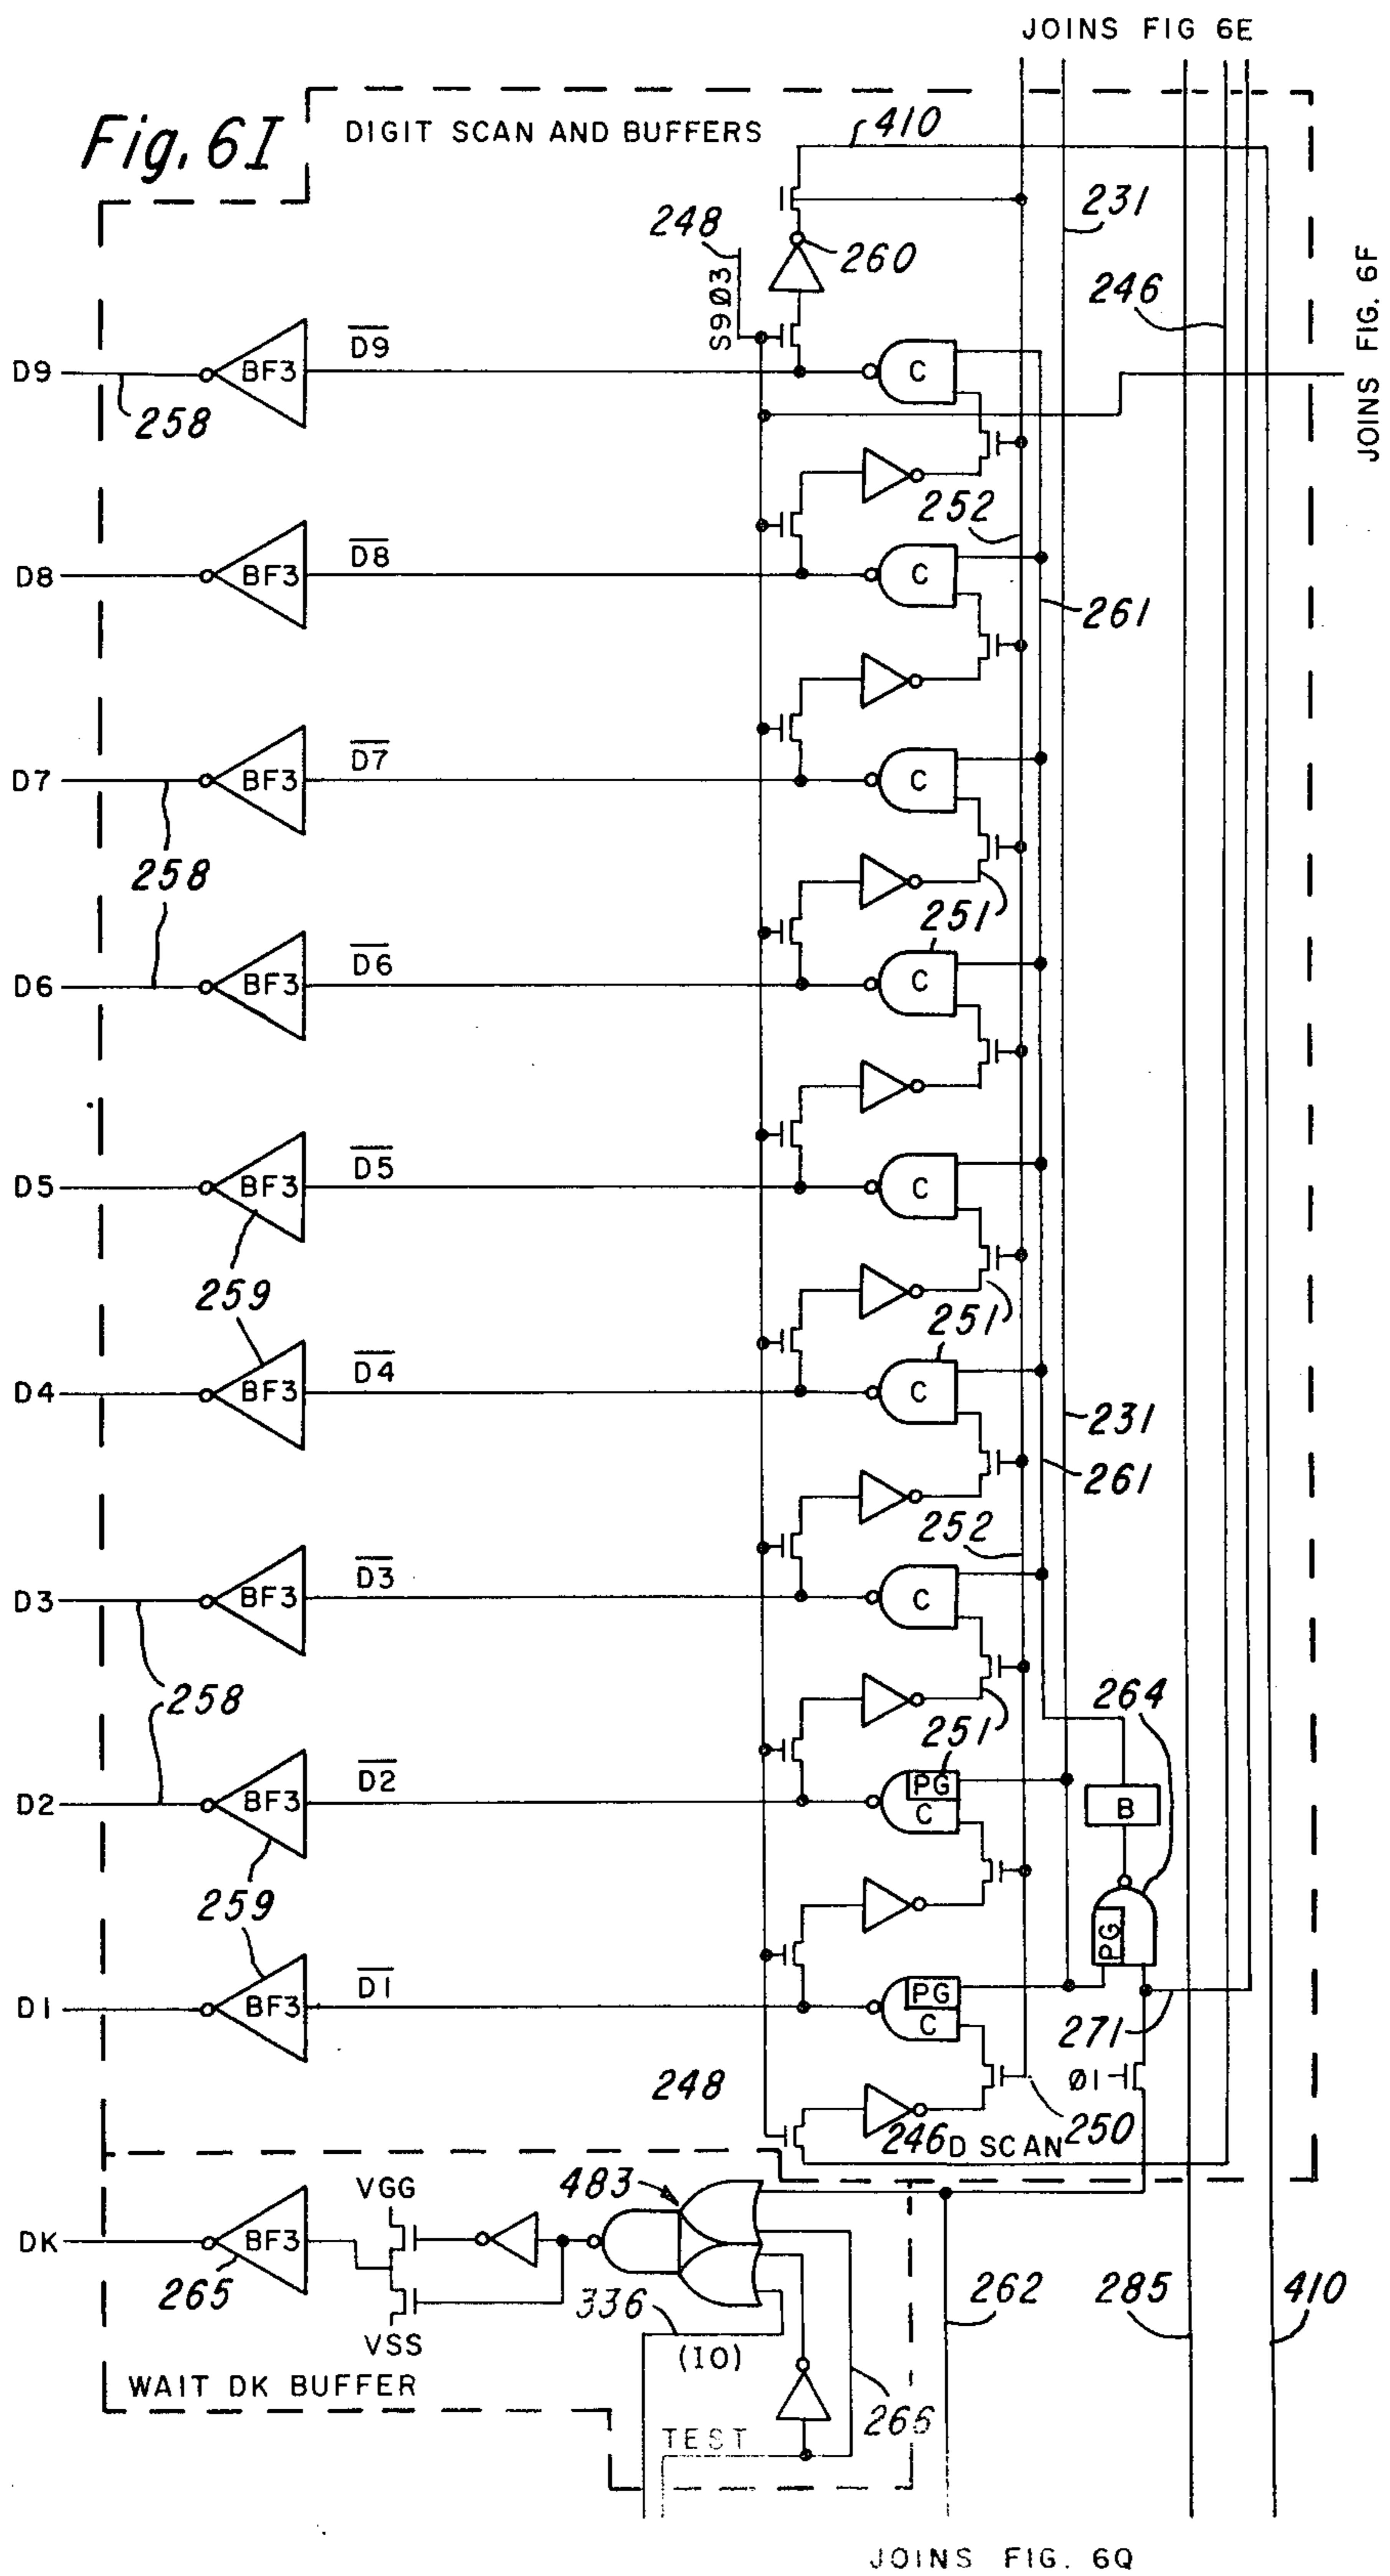 JOINS FIG 6E
Fig. 6I
DIGIT SCAN AND BUFFERS
410
248
S9Ø3
260
231
246
JOINS FIG. 6F
D9
BF3
D9
C
258
252
D8
BF3
D8
C
261
D7
BF3
D7
C
258
251
251
D6
BF3
D6
C
D5
BF3
D5
C
259
251
251
D4
BF3
D4
C
231
261
252
D3
BF3
D3
C
258
264
251
D2
BF3
D2
PG
C
B
259
PG
D1
BF3
D1
PG
C
271
248
Ø1
246
D SCAN
250
VGG
483
DK
BF3
265
336
262
285
410
VSS
(IO)
WAIT DK BUFFER
266
TEST
JOINS FIG. 6Q